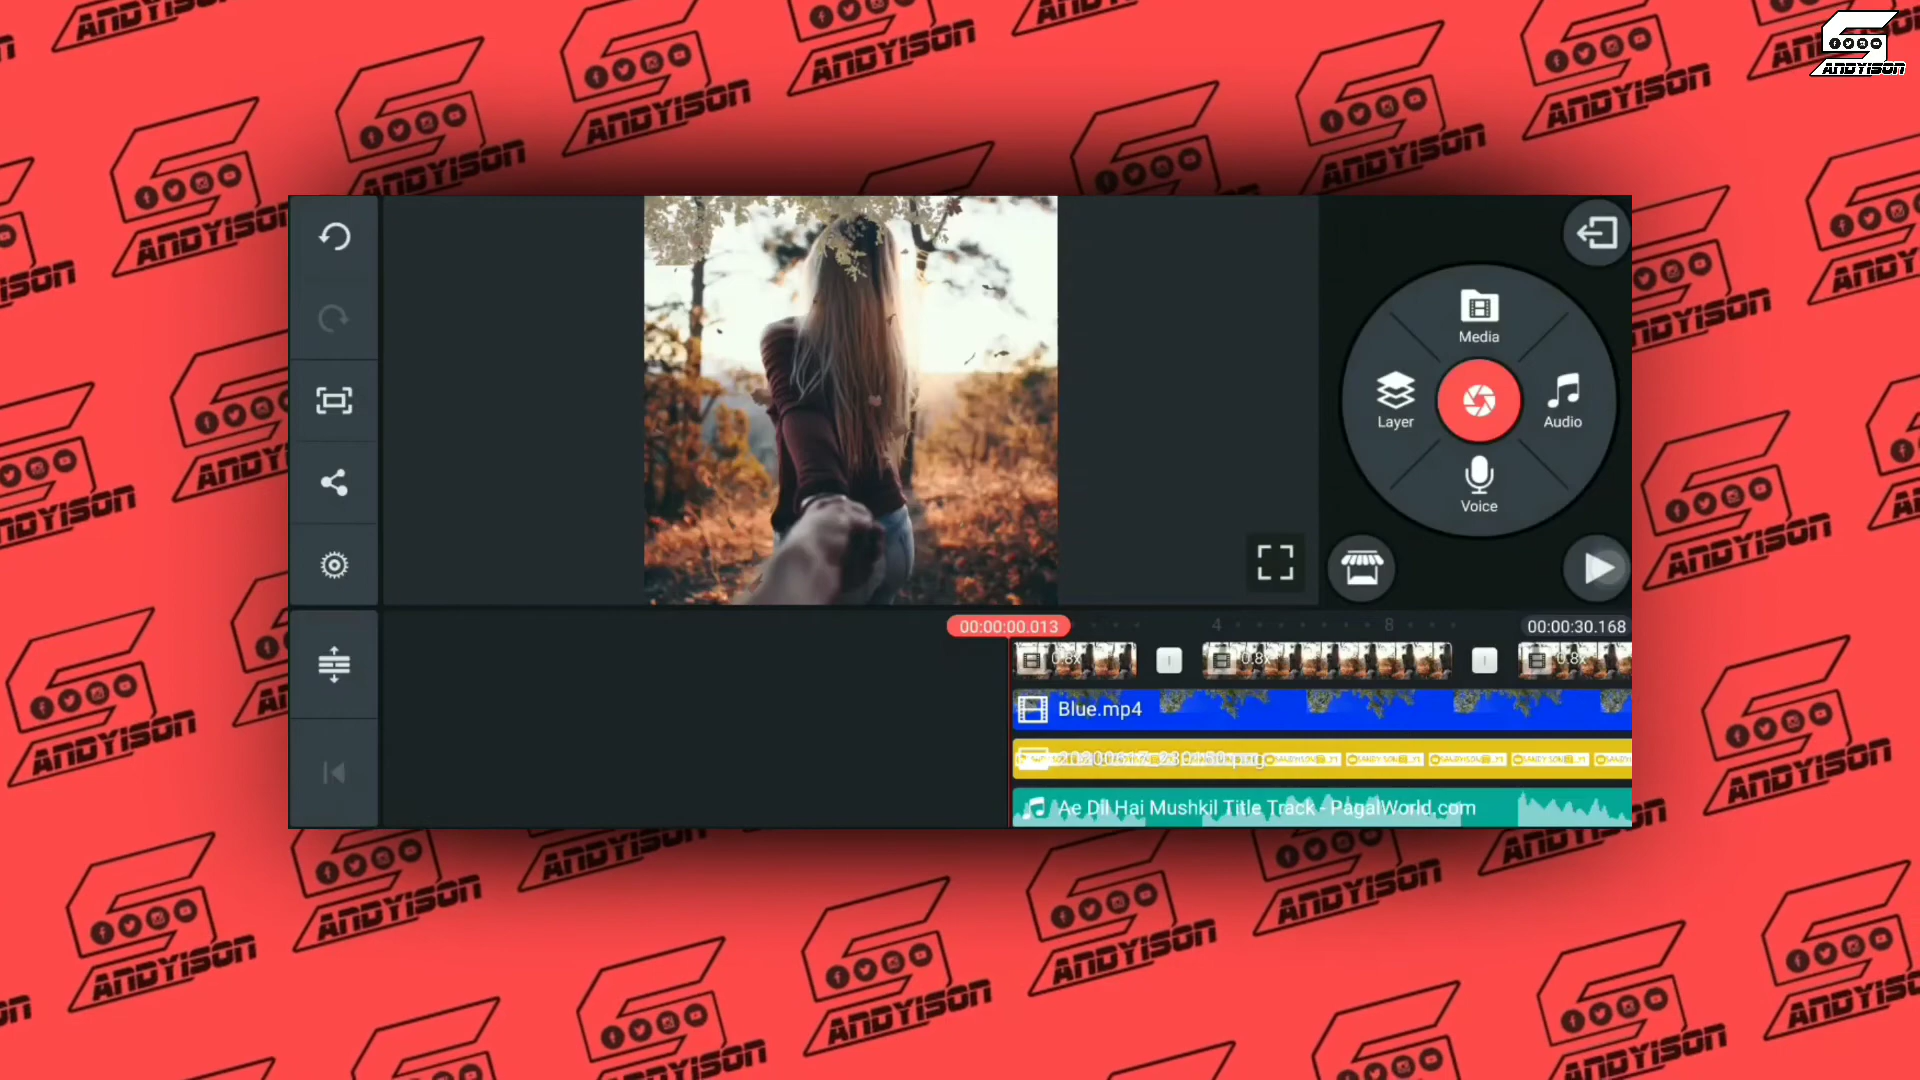 ANDYISON
Media
Layer
Audio
Voice
00:00:00.013
4
8
00:00:30.168
0.8x
0.8x
0.8x
Blue.mp4
Ae Dil Hai Mushkil Title Track - PagalWorld.com